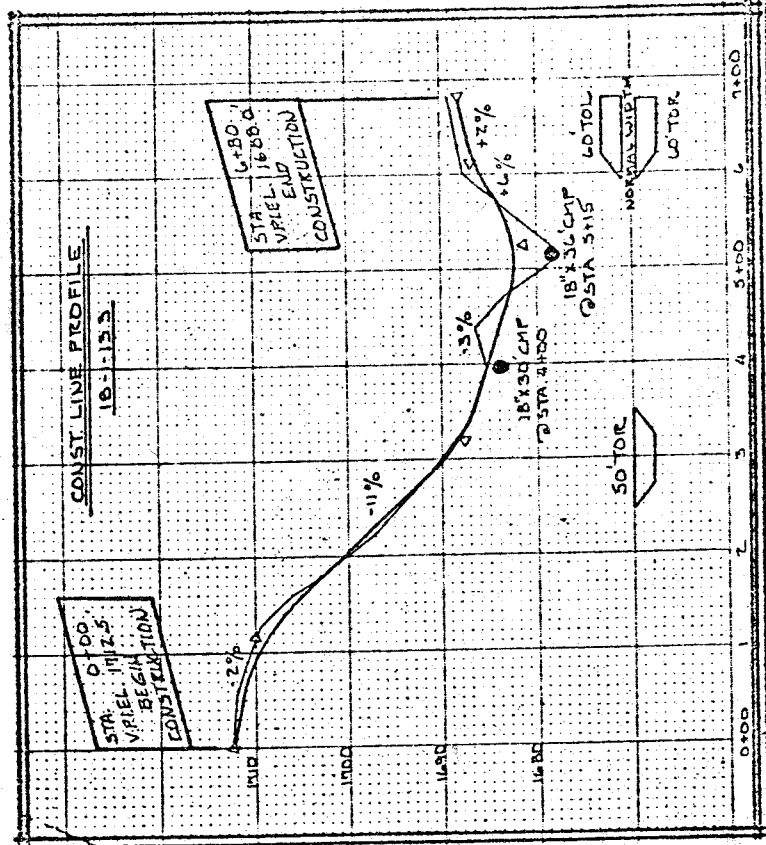 CONST. LINE PROFILE
18-1-133
STA. 0+00.
V.P.I.EL. 1712.5
BEGIN
CONSTRUCTION
STA. 6+80.
V.P.I.EL. 1688.0
END
CONSTRUCTION
-2%
-11%
-3%
+6%
+2%
18"X30' CMP
@STA 4+00
18"X36' CMP
@STA 5+15
50' TOR
60' TOL
NORMAL WIDTH
60' TOR
1710
1700
1690
1680
0+00
1
2
3
4
5+00
6
7+00